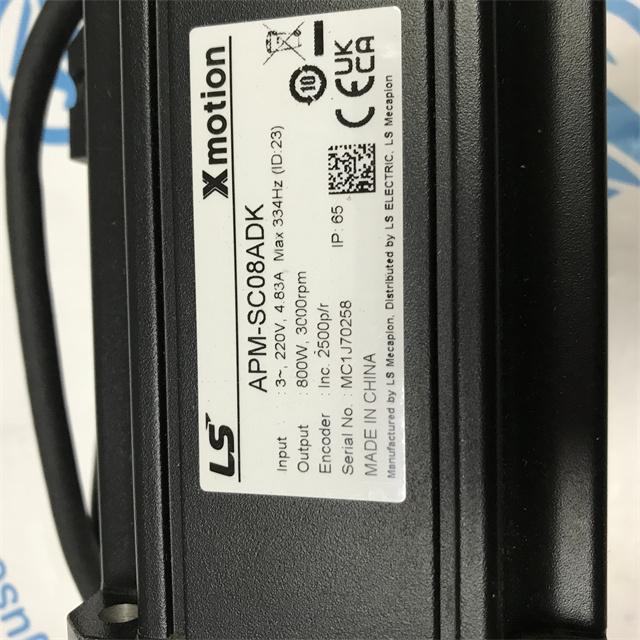 LS Xmotion
APM-SC08ADK
Input : 3~, 220V, 4.83A Max 334Hz (ID:23)
Output : 800W, 3000rpm
Encoder : Inc. 2500p/r
Serial No. : MC1J70258 IP: 65
MADE IN CHINA
Manufactured by LS Mecapion, Distributed by LS ELECTRIC, LS Mecapion
10
CE UKCA